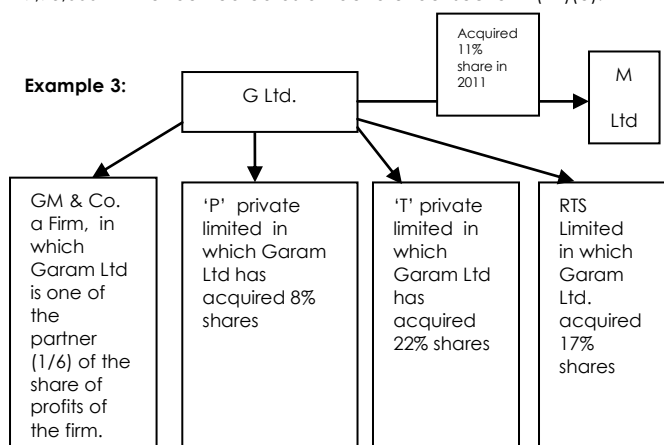 Acquired
11%
share in
2011
Example 3:
G Ltd.
M
Ltd
GM & Co.
a Firm, in
which
Garam Ltd
is one of
the
partner
(1/6) of the
share of
profits of
the firm.
‘P’ private
limited in
which Garam
Ltd has
acquired 8%
shares
‘T’ private
limited in
which
Garam Ltd
has
acquired
22% shares
RTS
Limited
in which
Garam
Ltd.
acquired
17%
shares